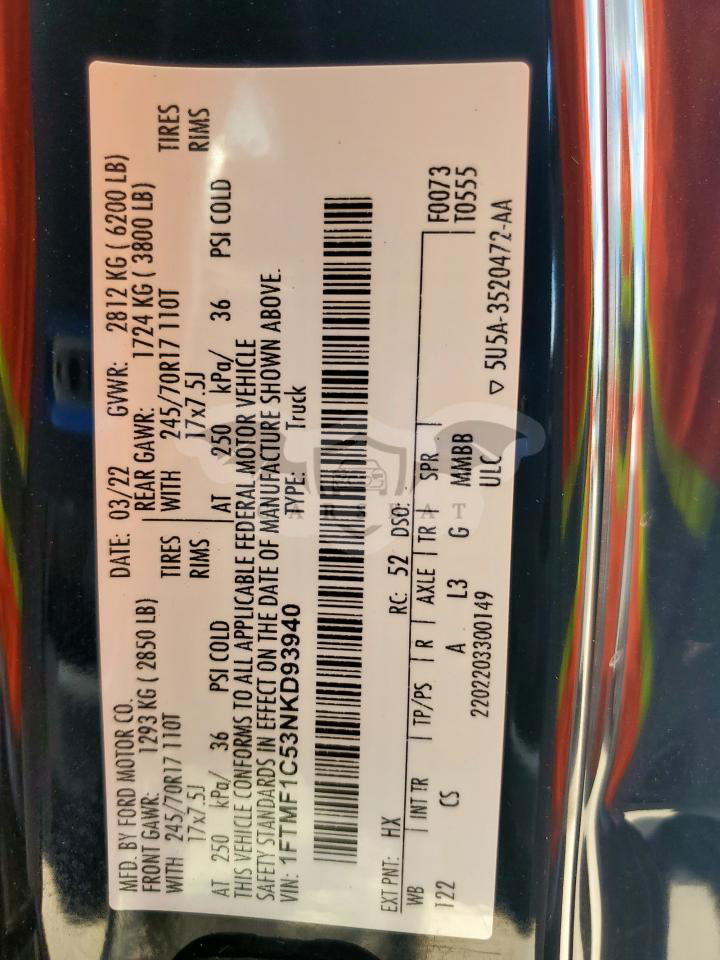 MFD. BY FORD MOTOR CO. DATE: 03/22 GVWR: 2812 KG ( 6200 LB)
FRONT GAWR: 1293 KG ( 2850 LB) REAR GAWR: 1724 KG ( 3800 LB)
WITH 245/70R17 110T TIRES WITH 245/70R17 110T TIRES
17x7.5J RIMS 17x7.5J RIMS
AT 250 kPa/ 36 PSI COLD AT 250 kPa/ 36 PSI COLD
THIS VEHICLE CONFORMS TO ALL APPLICABLE FEDERAL MOTOR VEHICLE
SAFETY STANDARDS IN EFFECT ON THE DATE OF MANUFACTURE SHOWN ABOVE.
VIN: 1FTMF1C53NKD93940 TYPE: Truck
EXT PNT: HX RC: 52 DSO: F0073
WB INT TR TP/PS R AXLE TR SPR T0555
122 CS A L3 G MMBB
2202203300149 ULC ▽ 5U5A-3520472-AA